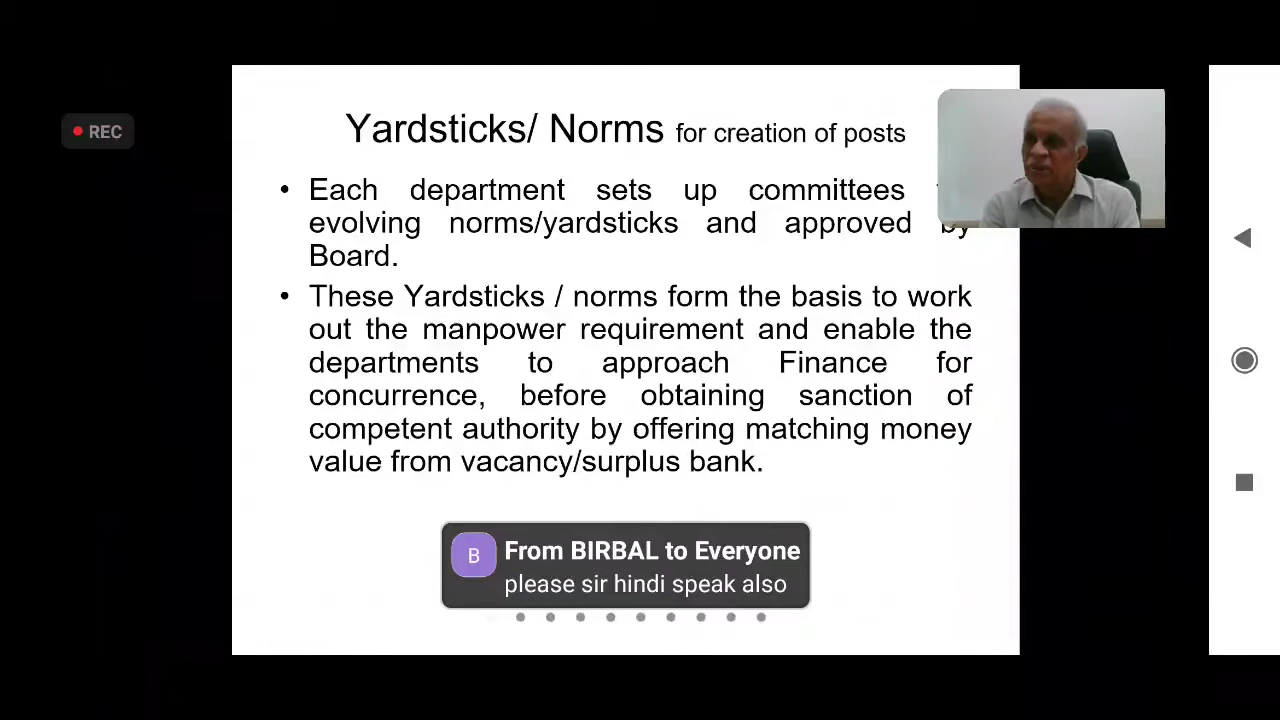 REC
Yardsticks/ Norms for creation of posts
• Each department sets up committees
evolving norms/yardsticks and approved by
Board.
• These Yardsticks / norms form the basis to work
out the manpower requirement and enable the
departments to approach Finance for
concurrence, before obtaining sanction of
competent authority by offering matching money
value from vacancy/surplus bank.
B
From BIRBAL to Everyone
please sir hindi speak also